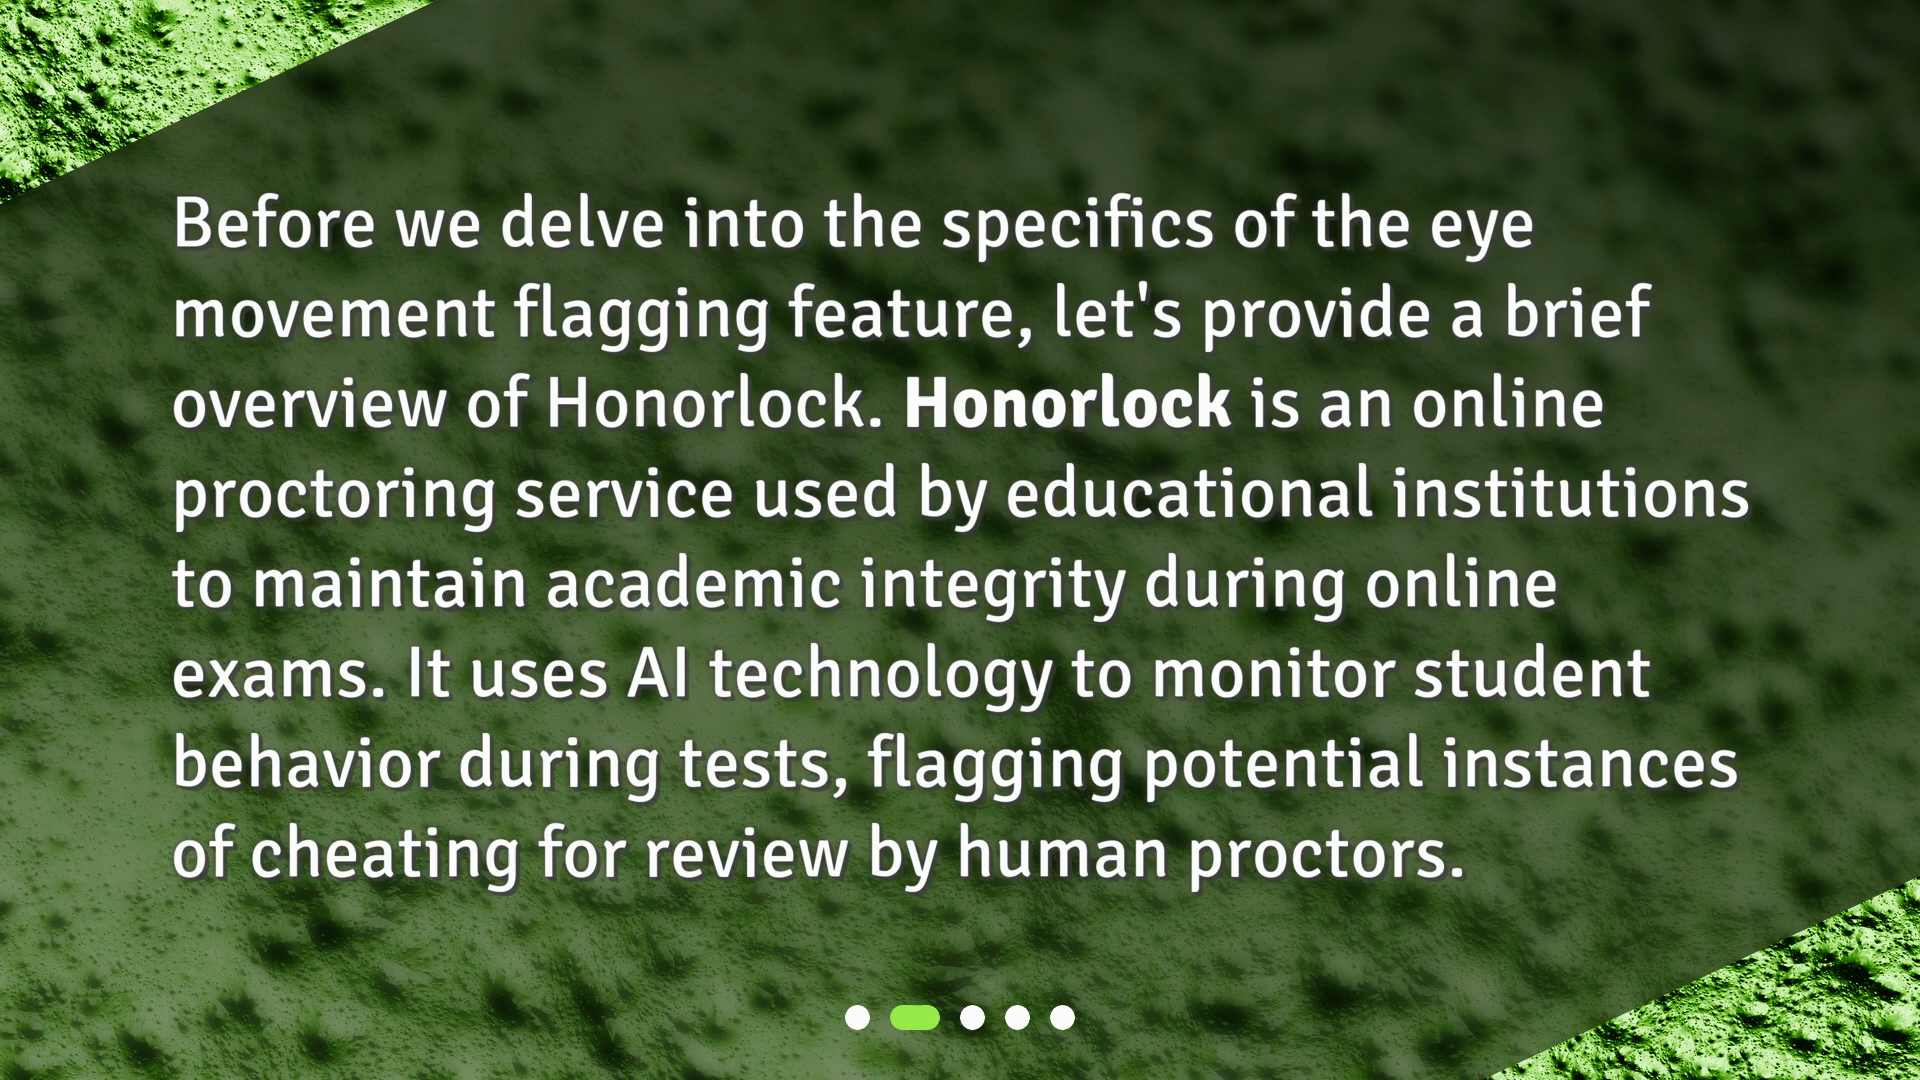 Before we delve into the specifics of the eye
movement flagging feature, let's provide a brief
overview of Honorlock. Honorlock is an online
proctoring service used by educational institutions
to maintain academic integrity during online
exams. It uses AI technology to monitor student
behavior during tests, flagging potential instances
of cheating for review by human proctors.